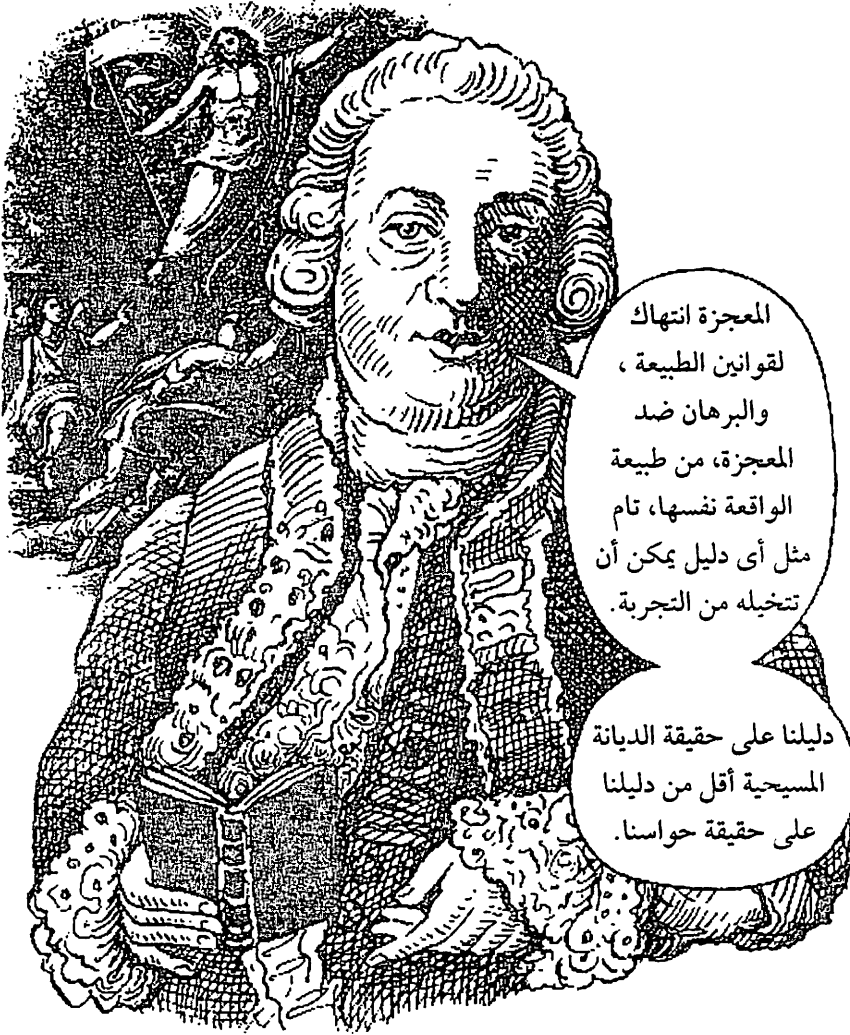 المعجزة انتهاك
لقوانين الطبيعة ،
والبرهان ضد
المعجزة، من طبيعة
الواقعة نفسها، تام
مثل أى دليل يمكن أن
تتخيله من التجربة.
دليلنا على حقيقة الديانة
المسيحية أقل من دليلنا
على حقيقة حواسنا.